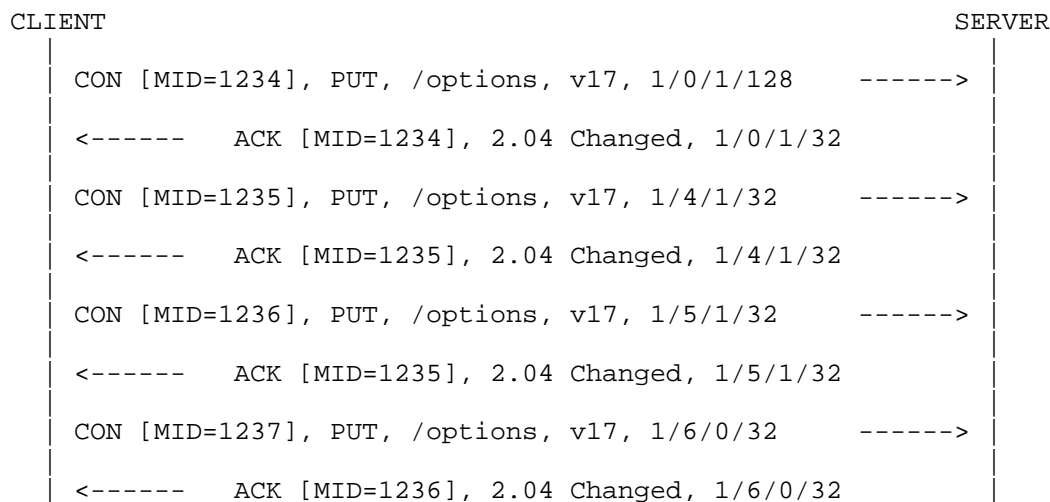 CLIENT SERVER
CON [MID=1234], PUT, /options, v17, 1/0/1/128 ------>
<------ ACK [MID=1234], 2.04 Changed, 1/0/1/32
CON [MID=1235], PUT, /options, v17, 1/4/1/32 ------>
<------ ACK [MID=1235], 2.04 Changed, 1/4/1/32
CON [MID=1236], PUT, /options, v17, 1/5/1/32 ------>
<------ ACK [MID=1235], 2.04 Changed, 1/5/1/32
CON [MID=1237], PUT, /options, v17, 1/6/0/32 ------>
<------ ACK [MID=1236], 2.04 Changed, 1/6/0/32